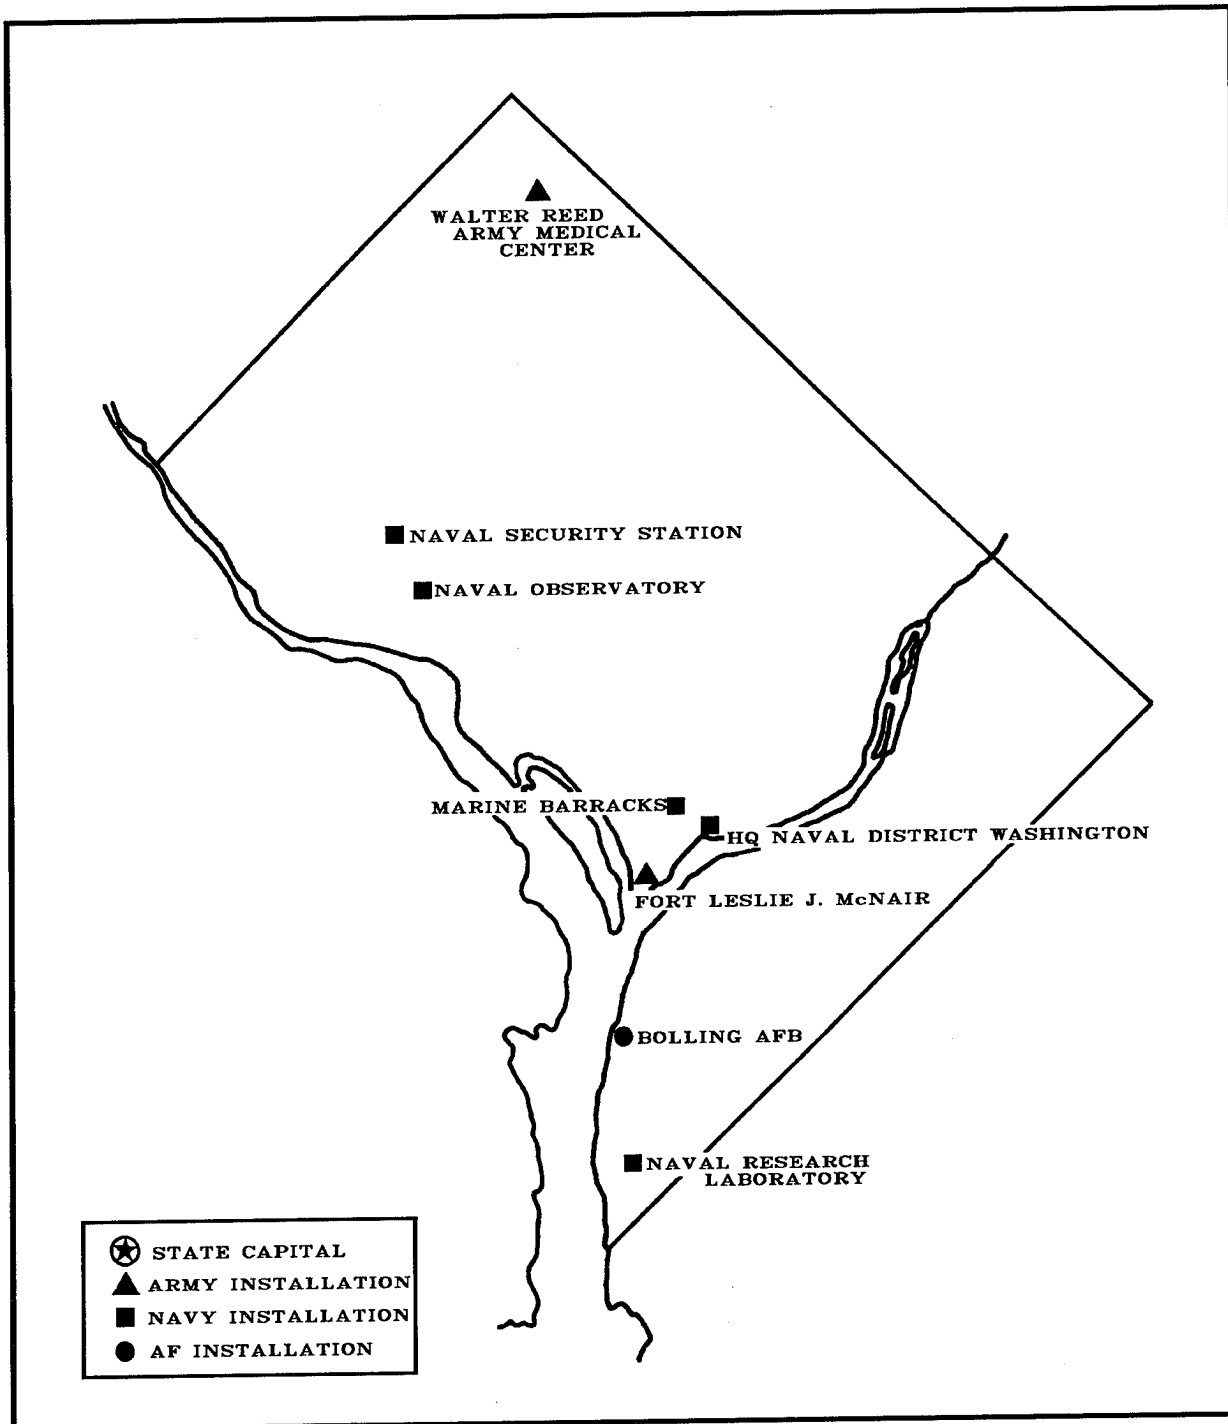 WALTER REED
ARMY MEDICAL
CENTER
NAVAL SECURITY STATION
NAVAL OBSERVATORY
MARINE BARRACKS
HQ NAVAL DISTRICT WASHINGTON
FORT LESLIE J. McNAIR
BOLLING AFB
NAVAL RESEARCH
LABORATORY
STATE CAPITAL
ARMY INSTALLATION
NAVY INSTALLATION
AF INSTALLATION